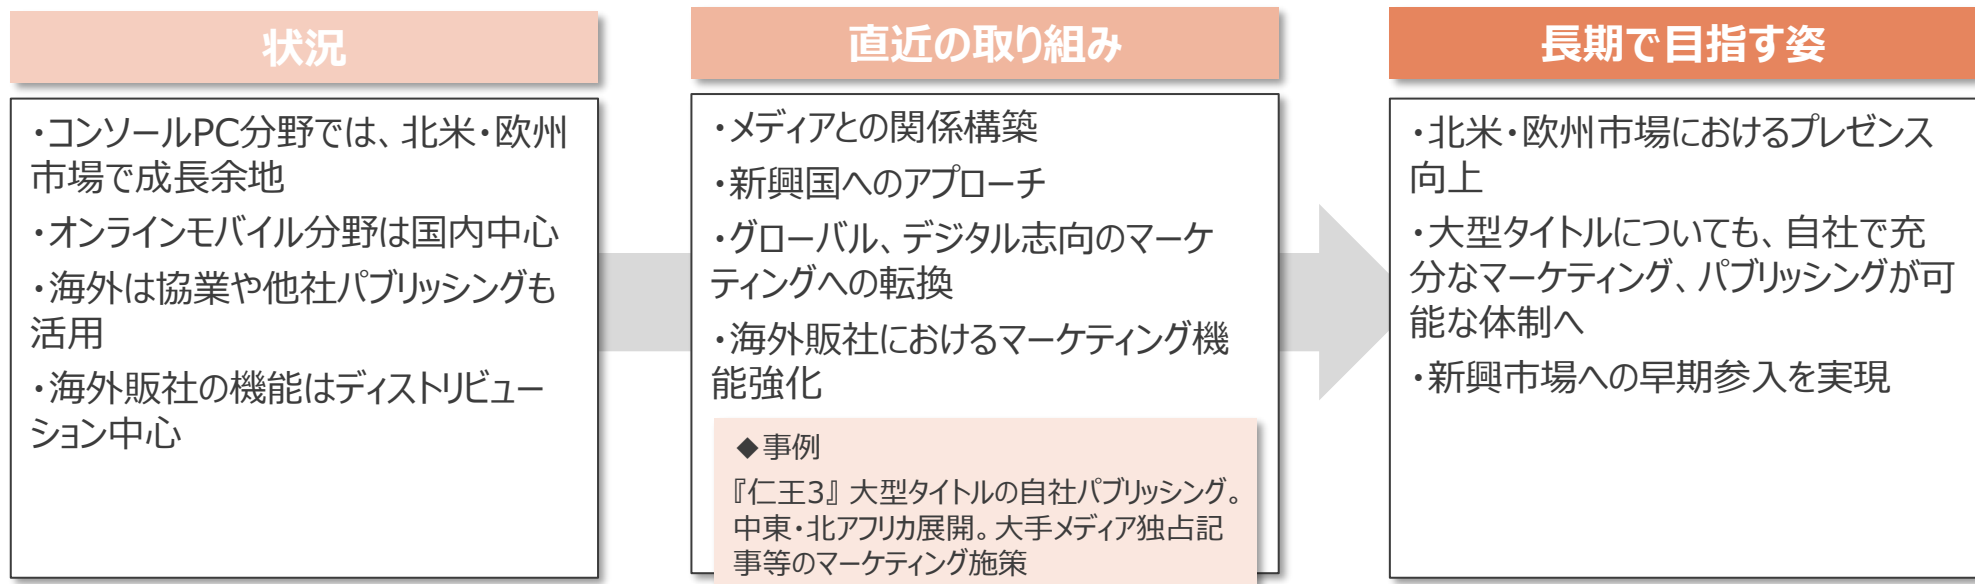 状況
・コンソールPC分野では、北米・欧州
市場で成長余地
・オンラインモバイル分野は国内中心
・海外は協業や他社パブリッシングも
活用
・海外販社の機能はディストリビュー
ション中心
直近の取り組み
・メディアとの関係構築
・新興国へのアプローチ
・グローバル、デジタル志向のマーケ
ティングへの転換
・海外販社におけるマーケティング機
能強化
◆事例
『仁王3』 大型タイトルの自社パブリッシング。
中東・北アフリカ展開。大手メディア独占記
事等のマーケティング施策
長期で目指す姿
・北米・欧州市場におけるプレゼンス
向上
・大型タイトルについても、自社で充
分なマーケティング、パブリッシングが可
能な体制へ
・新興市場への早期参入を実現